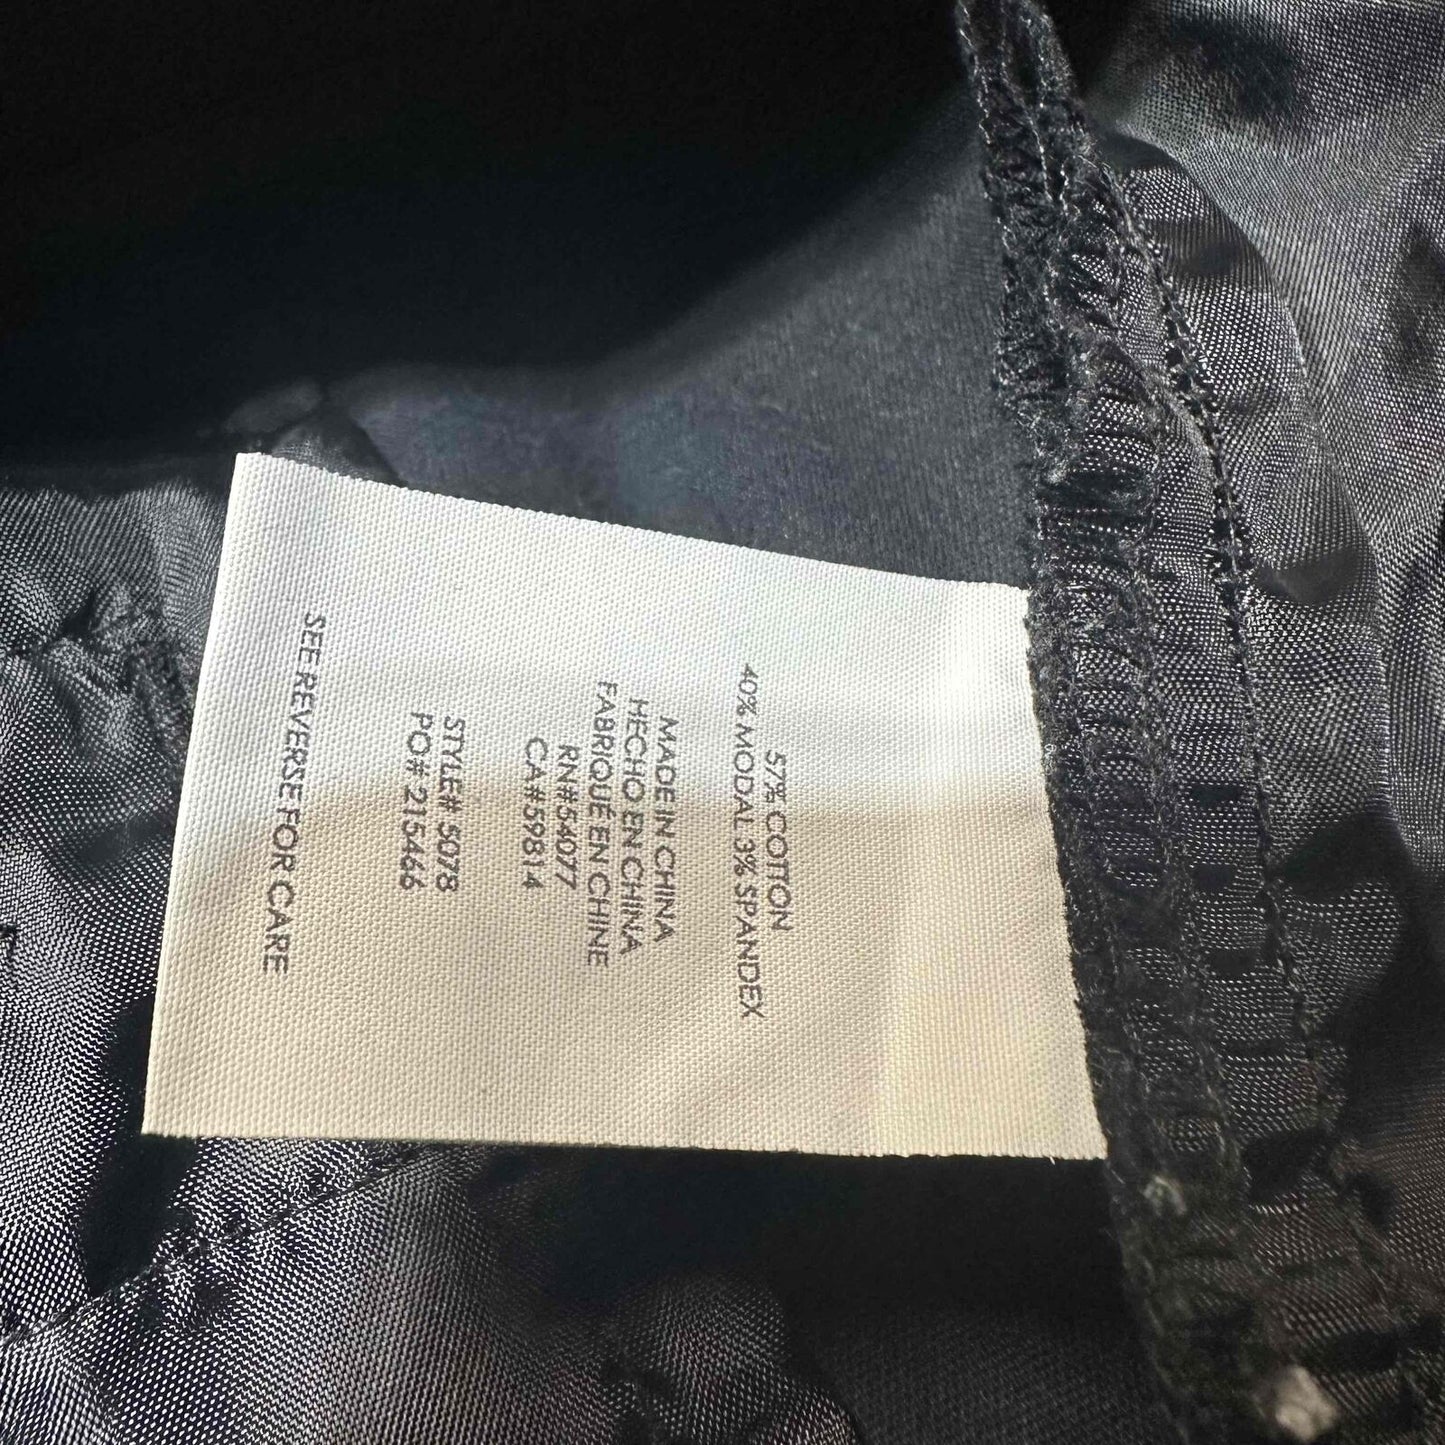 57% COTTON
40% MODAL 3% SPANDEX
MADE IN CHINA
HECHO EN CHINA
FABRIQUÉ EN CHINE
RN#54077
CA#59814
STYLE# 5078
PO# 215466
SEE REVERSE FOR CARE